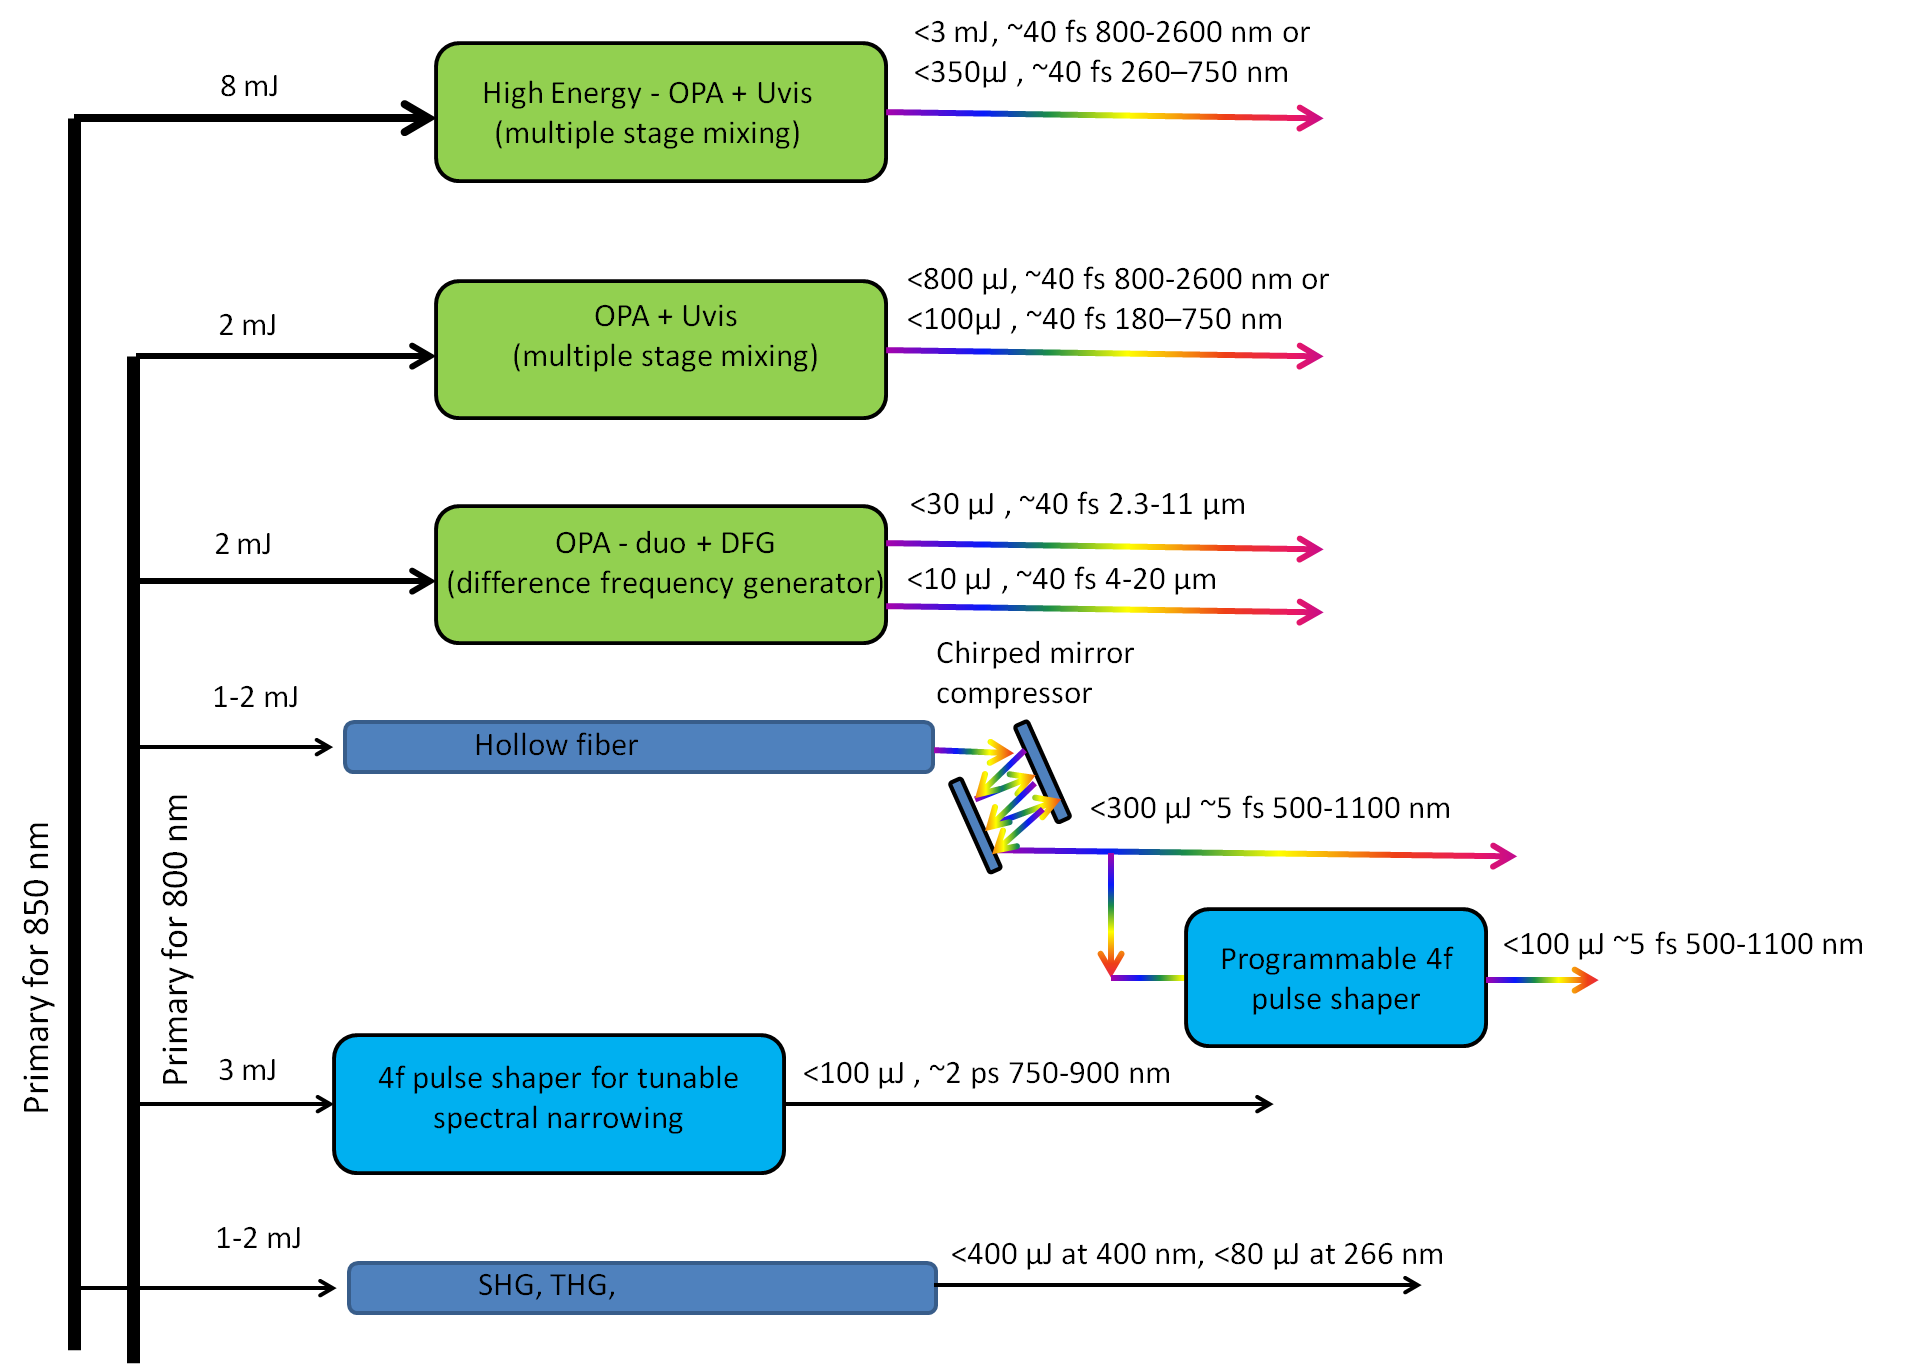 <3 mJ, ~40 fs 800-2600 nm or
<350µJ , ~40 fs 260–750 nm
8 mJ
High Energy - OPA + Uvis
(multiple stage mixing)
<800 µJ, ~40 fs 800-2600 nm or
<100µJ , ~40 fs 180–750 nm
2 mJ
OPA + Uvis
(multiple stage mixing)
<30 µJ , ~40 fs 2.3-11 µm
2 mJ
OPA - duo + DFG
(difference frequency generator)
<10 µJ , ~40 fs 4-20 µm
Chirped mirror
compressor
1-2 mJ
Hollow fiber
<300 µJ ~5 fs 500-1100 nm
Primary for 850 nm
Primary for 800 nm
Programmable 4f
pulse shaper
<100 µJ ~5 fs 500-1100 nm
3 mJ
4f pulse shaper for tunable
spectral narrowing
<100 µJ , ~2 ps 750-900 nm
1-2 mJ
SHG, THG,
<400 µJ at 400 nm, <80 µJ at 266 nm